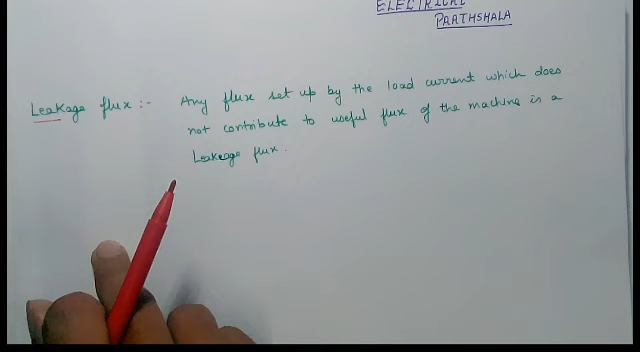 ELECTRICAL
PARTHSHALA
Leakage flux :- Any flux set up by the load current which does
not contribute to useful flux of the machine is a
Leakage flux.